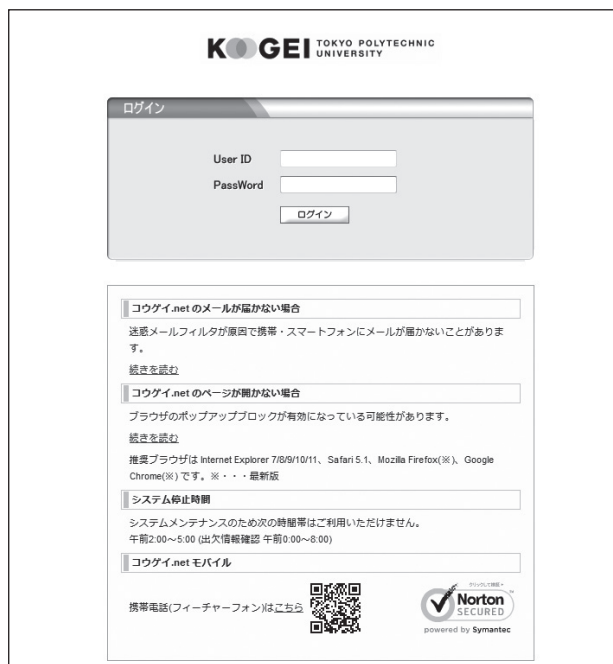 KOGEI TOKYO POLYTECHNIC
UNIVERSITY
ログイン
User ID
PassWord
ログイン
コウゲイ.net のメールが届かない場合
迷惑メールフィルタが原因で携帯・スマートフォンにメールが届かないことがありま
す。
続きを読む
コウゲイ.net のページが開かない場合
ブラウザのポップアップブロックが有効になっている可能性があります。
続きを読む
推奨ブラウザは Internet Explorer 7/8/9/10/11、Safari 5.1、Mozilla Firefox(※)、Google
Chrome(※) です。※・・・最新版
システム停止時間
システムメンテナンスのため次の時間帯はご利用いただけません。
午前2:00～5:00 (出欠情報確認 午前0:00～8:00)
コウゲイ.net モバイル
携帯電話(フィーチャーフォン)はこちら
Norton
SECURED
powered by Symantec